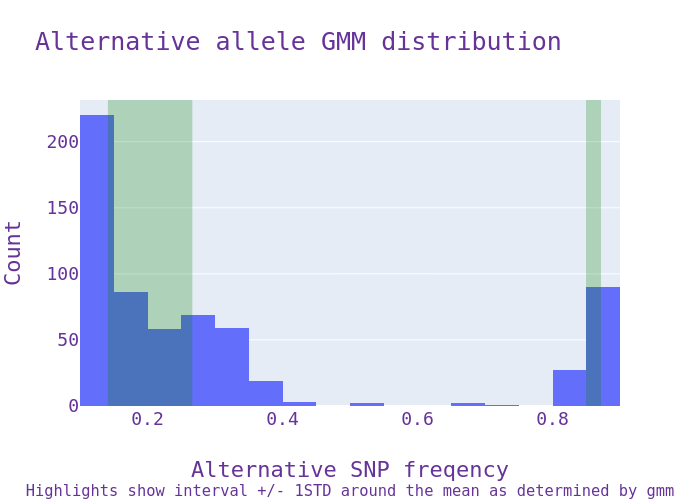 Alternative allele GMM distribution
200
150
100
50
0
Count
0.2 0.4 0.6 0.8
Alternative SNP freqency
Highlights show interval +/- 1STD around the mean as determined by gmm